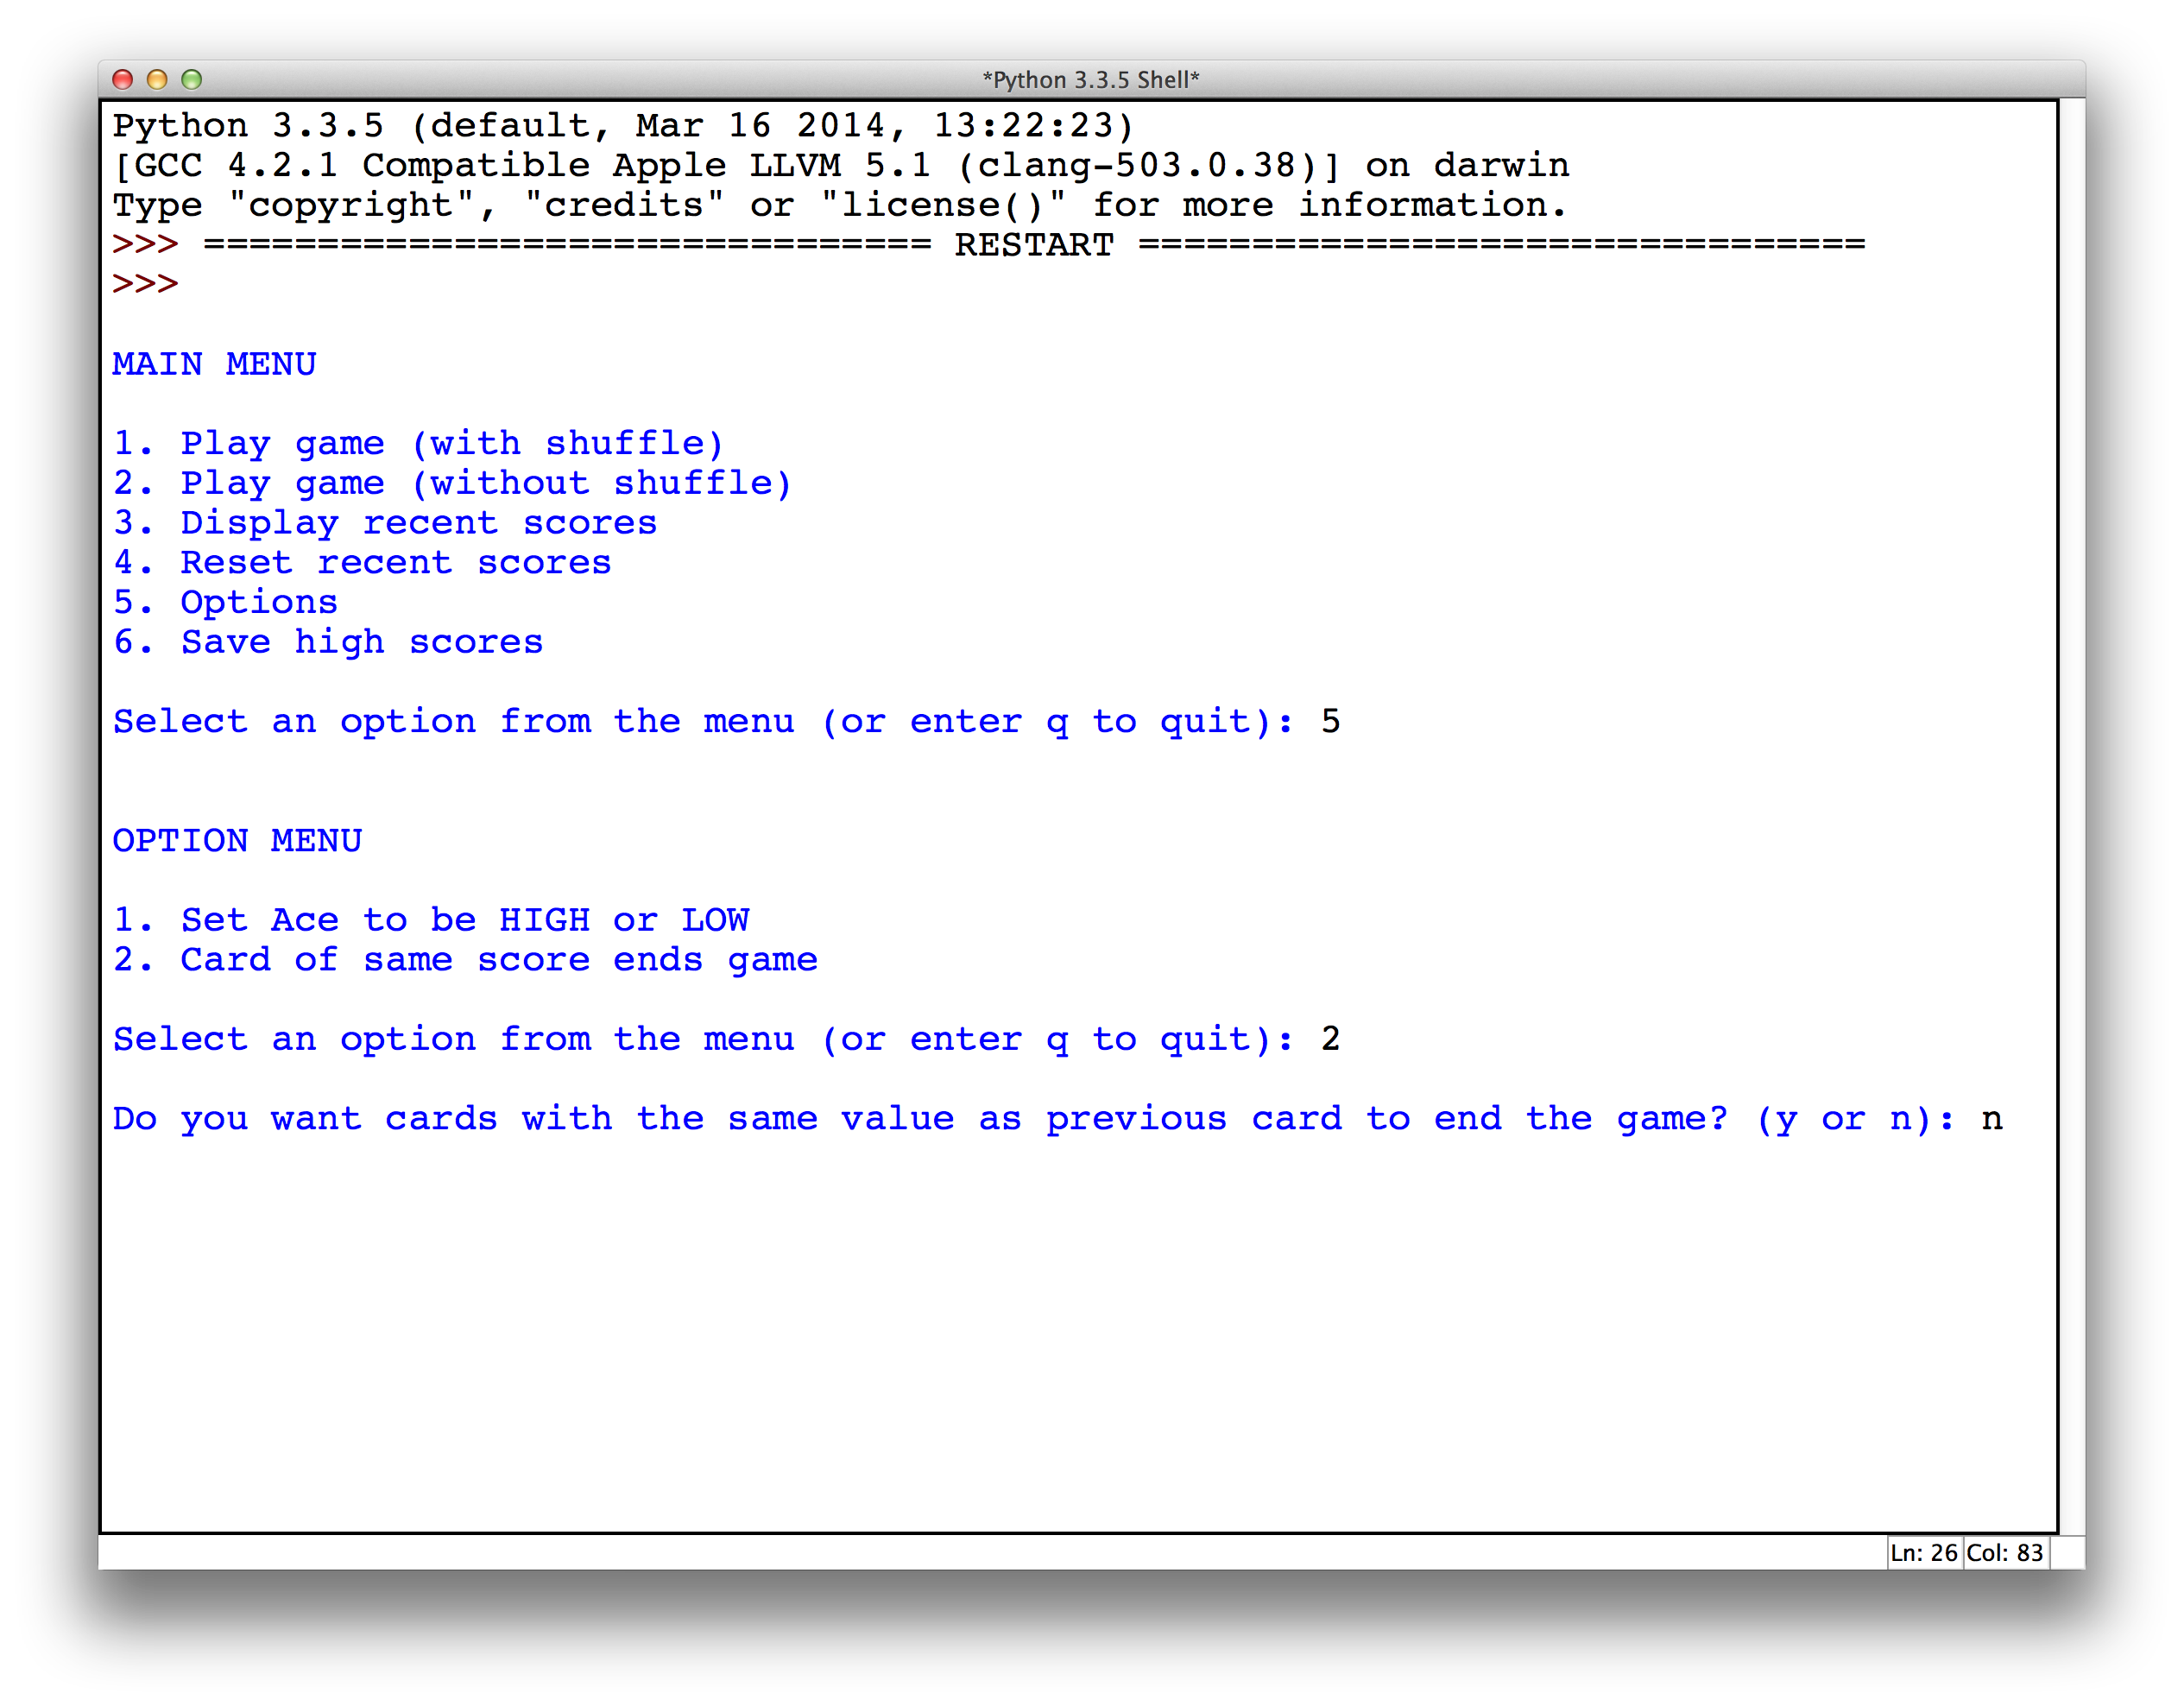 *Python 3.3.5 Shell*
Python 3.3.5 (default, Mar 16 2014, 13:22:23)
[GCC 4.2.1 Compatible Apple LLVM 5.1 (clang-503.0.38)] on darwin
Type "copyright", "credits" or "license()" for more information.
>>> ================================ RESTART ================================
>>>
MAIN MENU
1. Play game (with shuffle)
2. Play game (without shuffle)
3. Display recent scores
4. Reset recent scores
5. Options
6. Save high scores
Select an option from the menu (or enter q to quit): 5
OPTION MENU
1. Set Ace to be HIGH or LOW
2. Card of same score ends game
Select an option from the menu (or enter q to quit): 2
Do you want cards with the same value as previous card to end the game? (y or n): n
Ln: 26 Col: 83